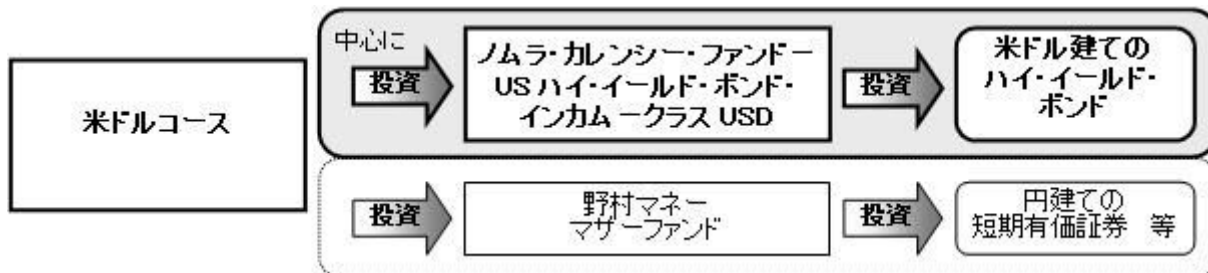 米ドルコース
中心に
投資
ノムラ・カレンシー・ファンドー
US ハイ・イールド・ボンド・
インカム ークラス USD
投資
米ドル建ての
ハイ・イールド・
ボンド
投資
野村マネー
マザーファンド
投資
円建ての
短期有価証券 等